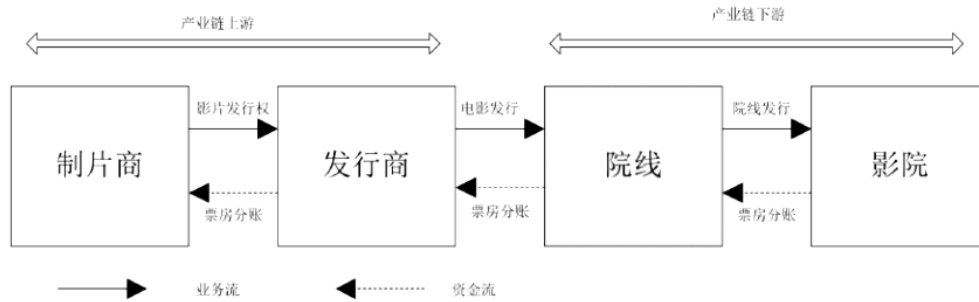 产业链上游
产业链下游
影片发行权
电影发行
院线发行
制片商
发行商
院线
影院
票房分账
票房分账
票房分账
业务流
资金流